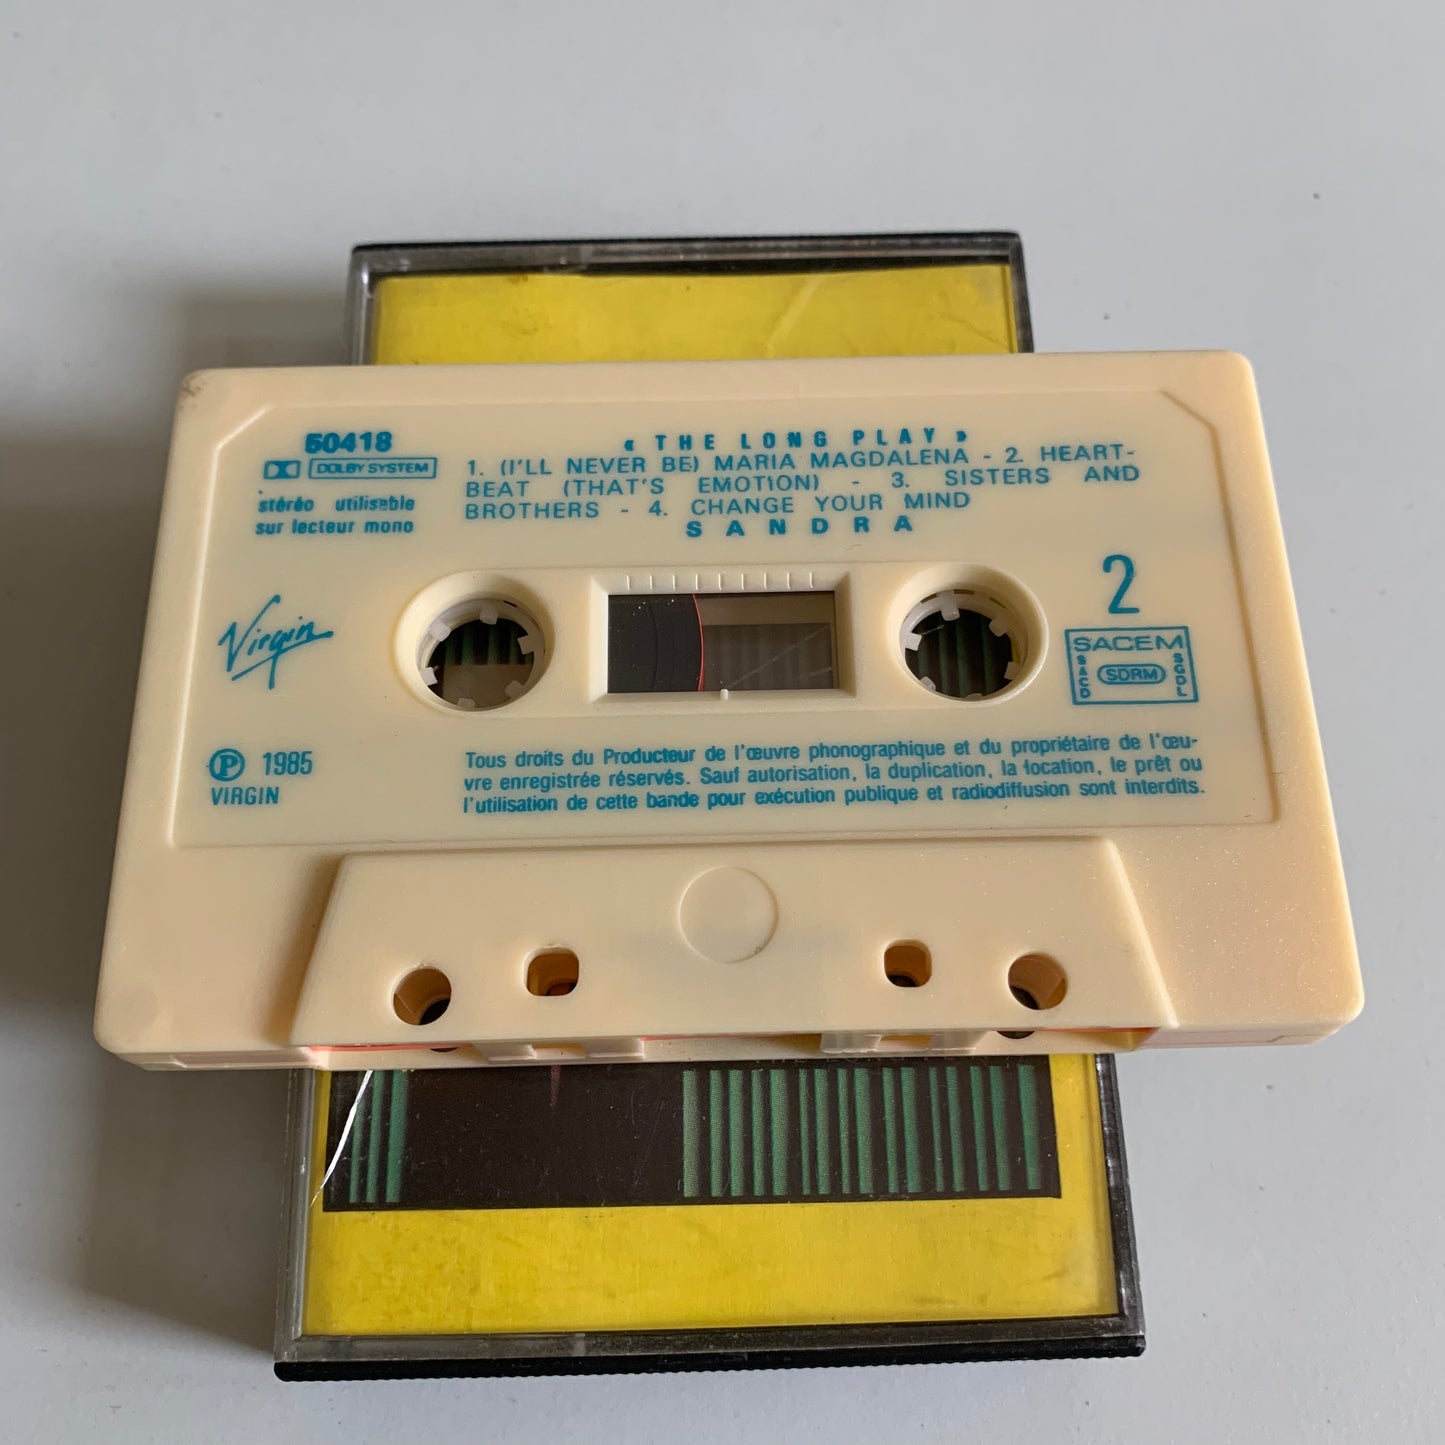 50418
DOLBY SYSTEM
stéréo utilisable
sur lecteur mono
« THE LONG PLAY »
1. (I'LL NEVER BE) MARIA MAGDALENA - 2. HEART-
BEAT (THAT'S EMOTION) - 3. SISTERS AND
BROTHERS - 4. CHANGE YOUR MIND
SANDRA
Virgin
2
SACEM
SACD
SDRM
SGDL
Ⓟ 1985
VIRGIN
Tous droits du Producteur de l'œuvre phonographique et du propriétaire de l'œu-
vre enregistrée réservés. Sauf autorisation, la duplication, la location, le prêt ou
l'utilisation de cette bande pour exécution publique et radiodiffusion sont interdits.